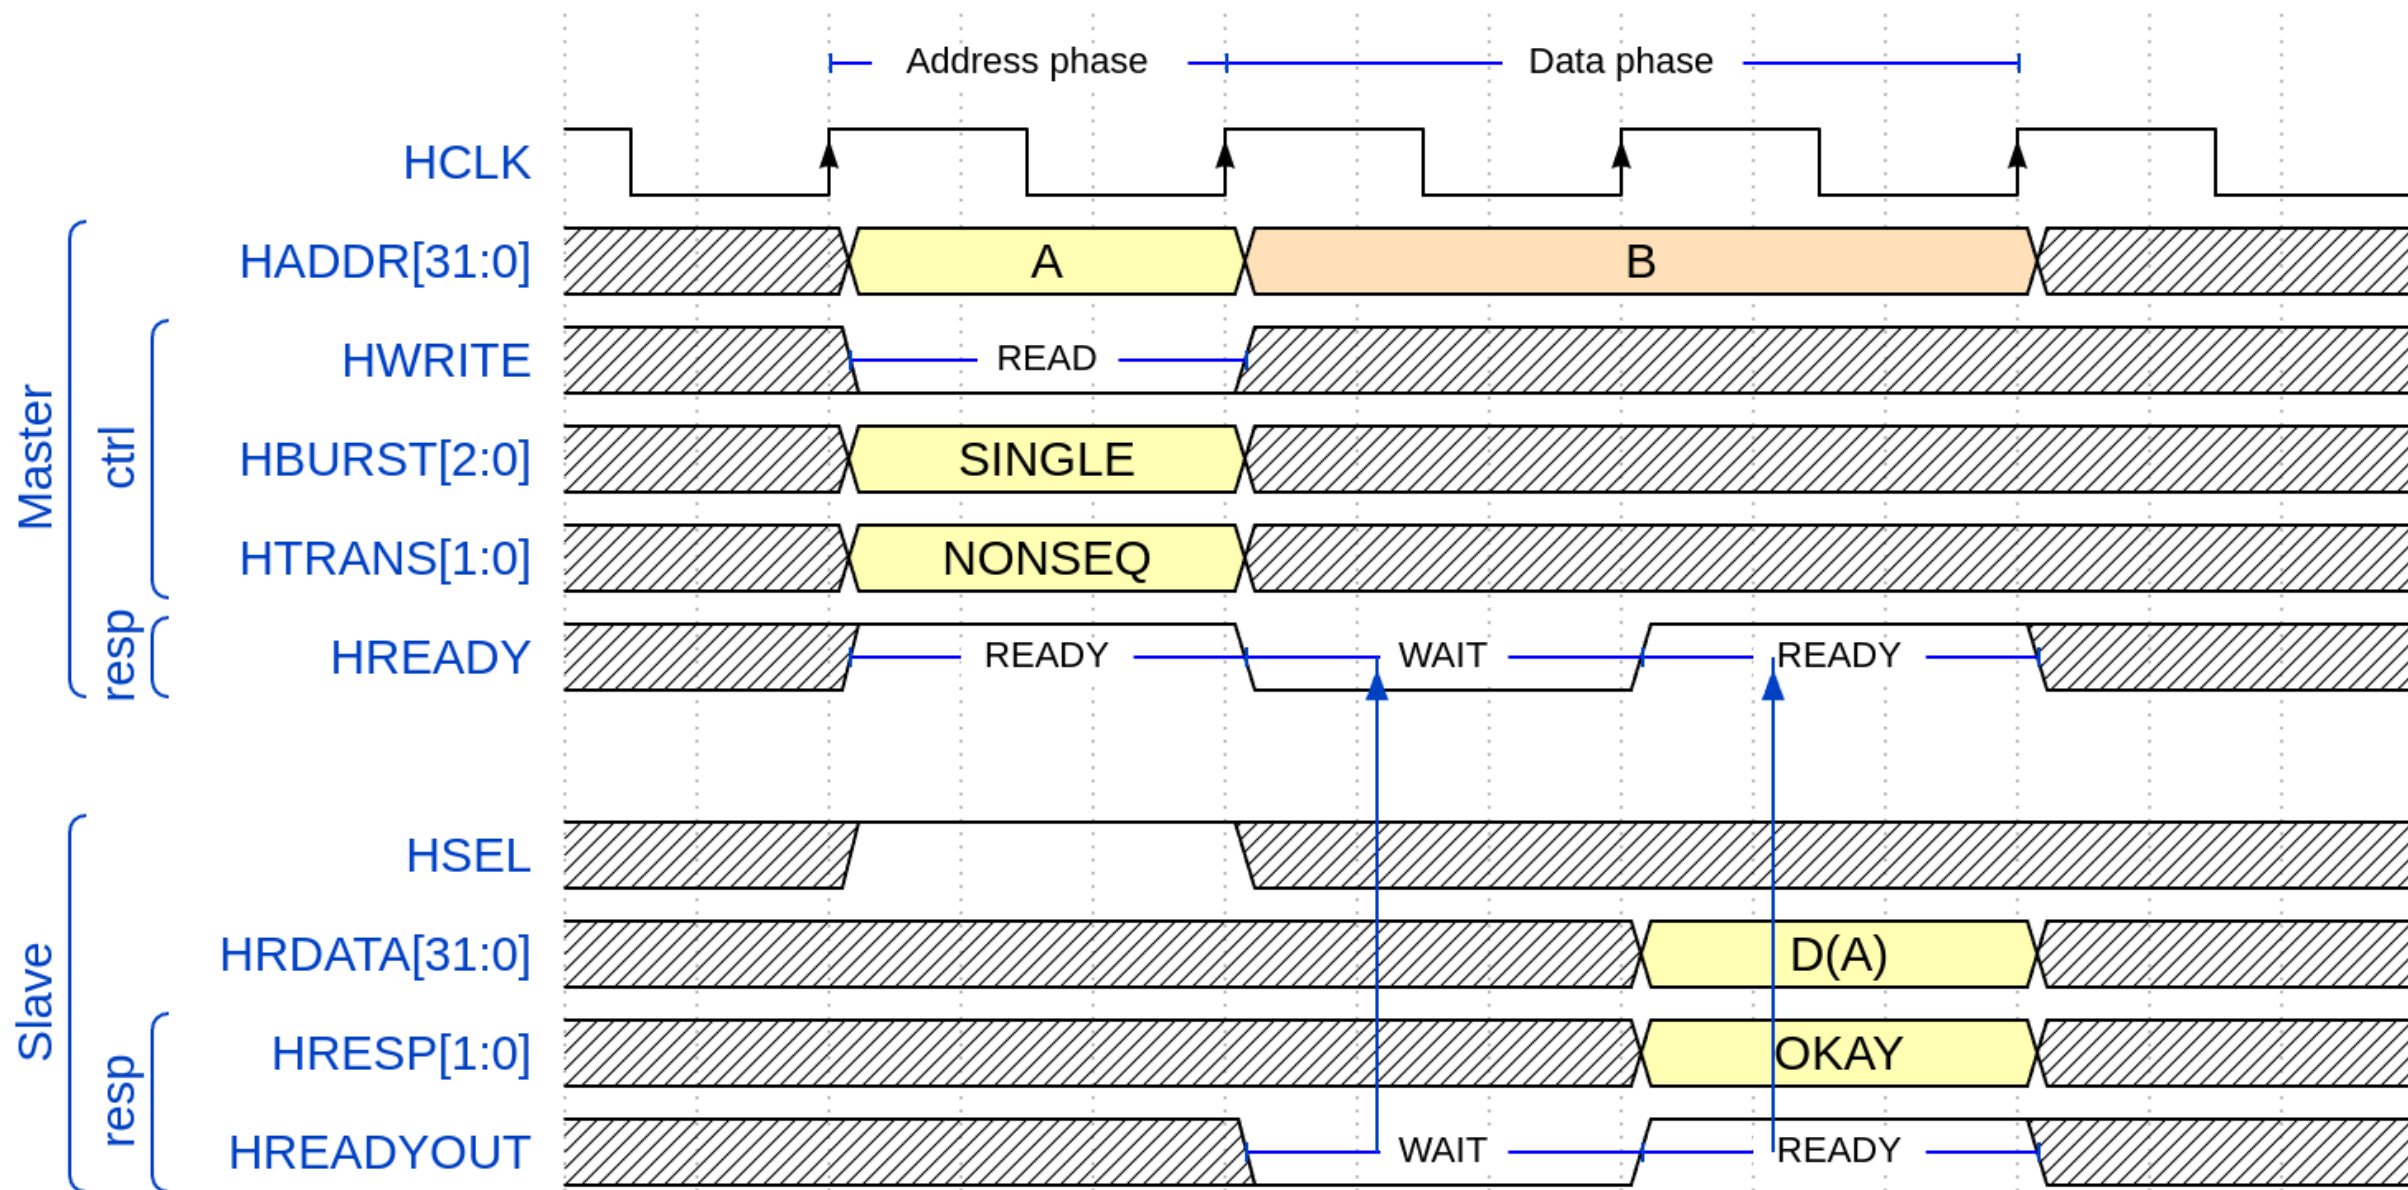 Address phase
Data phase
HCLK
Master
ctrl
HADDR[31:0]
A
B
HWRITE
READ
HBURST[2:0]
SINGLE
HTRANS[1:0]
NONSEQ
resp
HREADY
READY
WAIT
READY
Slave
HSEL
HRDATA[31:0]
D(A)
resp
HRESP[1:0]
OKAY
HREADYOUT
WAIT
READY